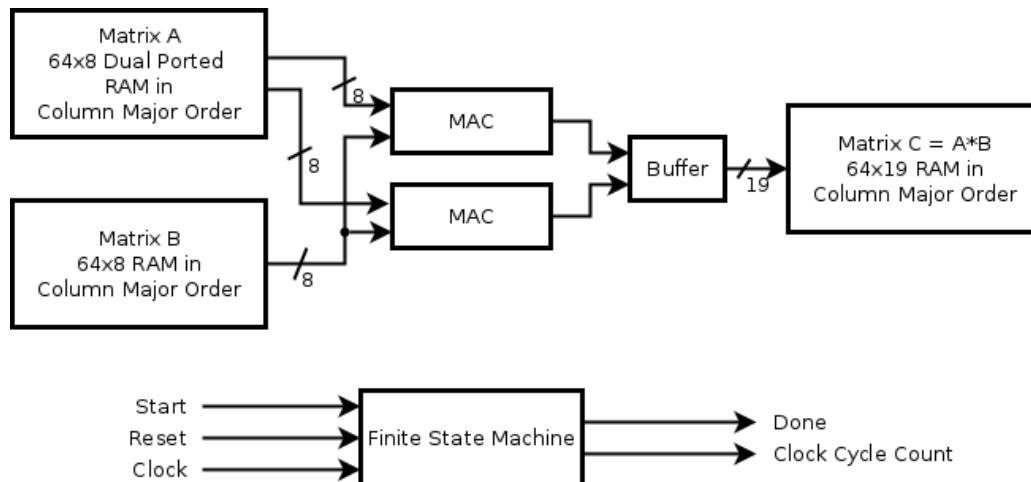 Matrix A
64x8 Dual Ported
RAM in
Column Major Order
8
MAC
8
MAC
Buffer
19
Matrix C = A*B
64x19 RAM in
Column Major Order
Matrix B
64x8 RAM in
Column Major Order
8
Start
Reset
Clock
Finite State Machine
Done
Clock Cycle Count